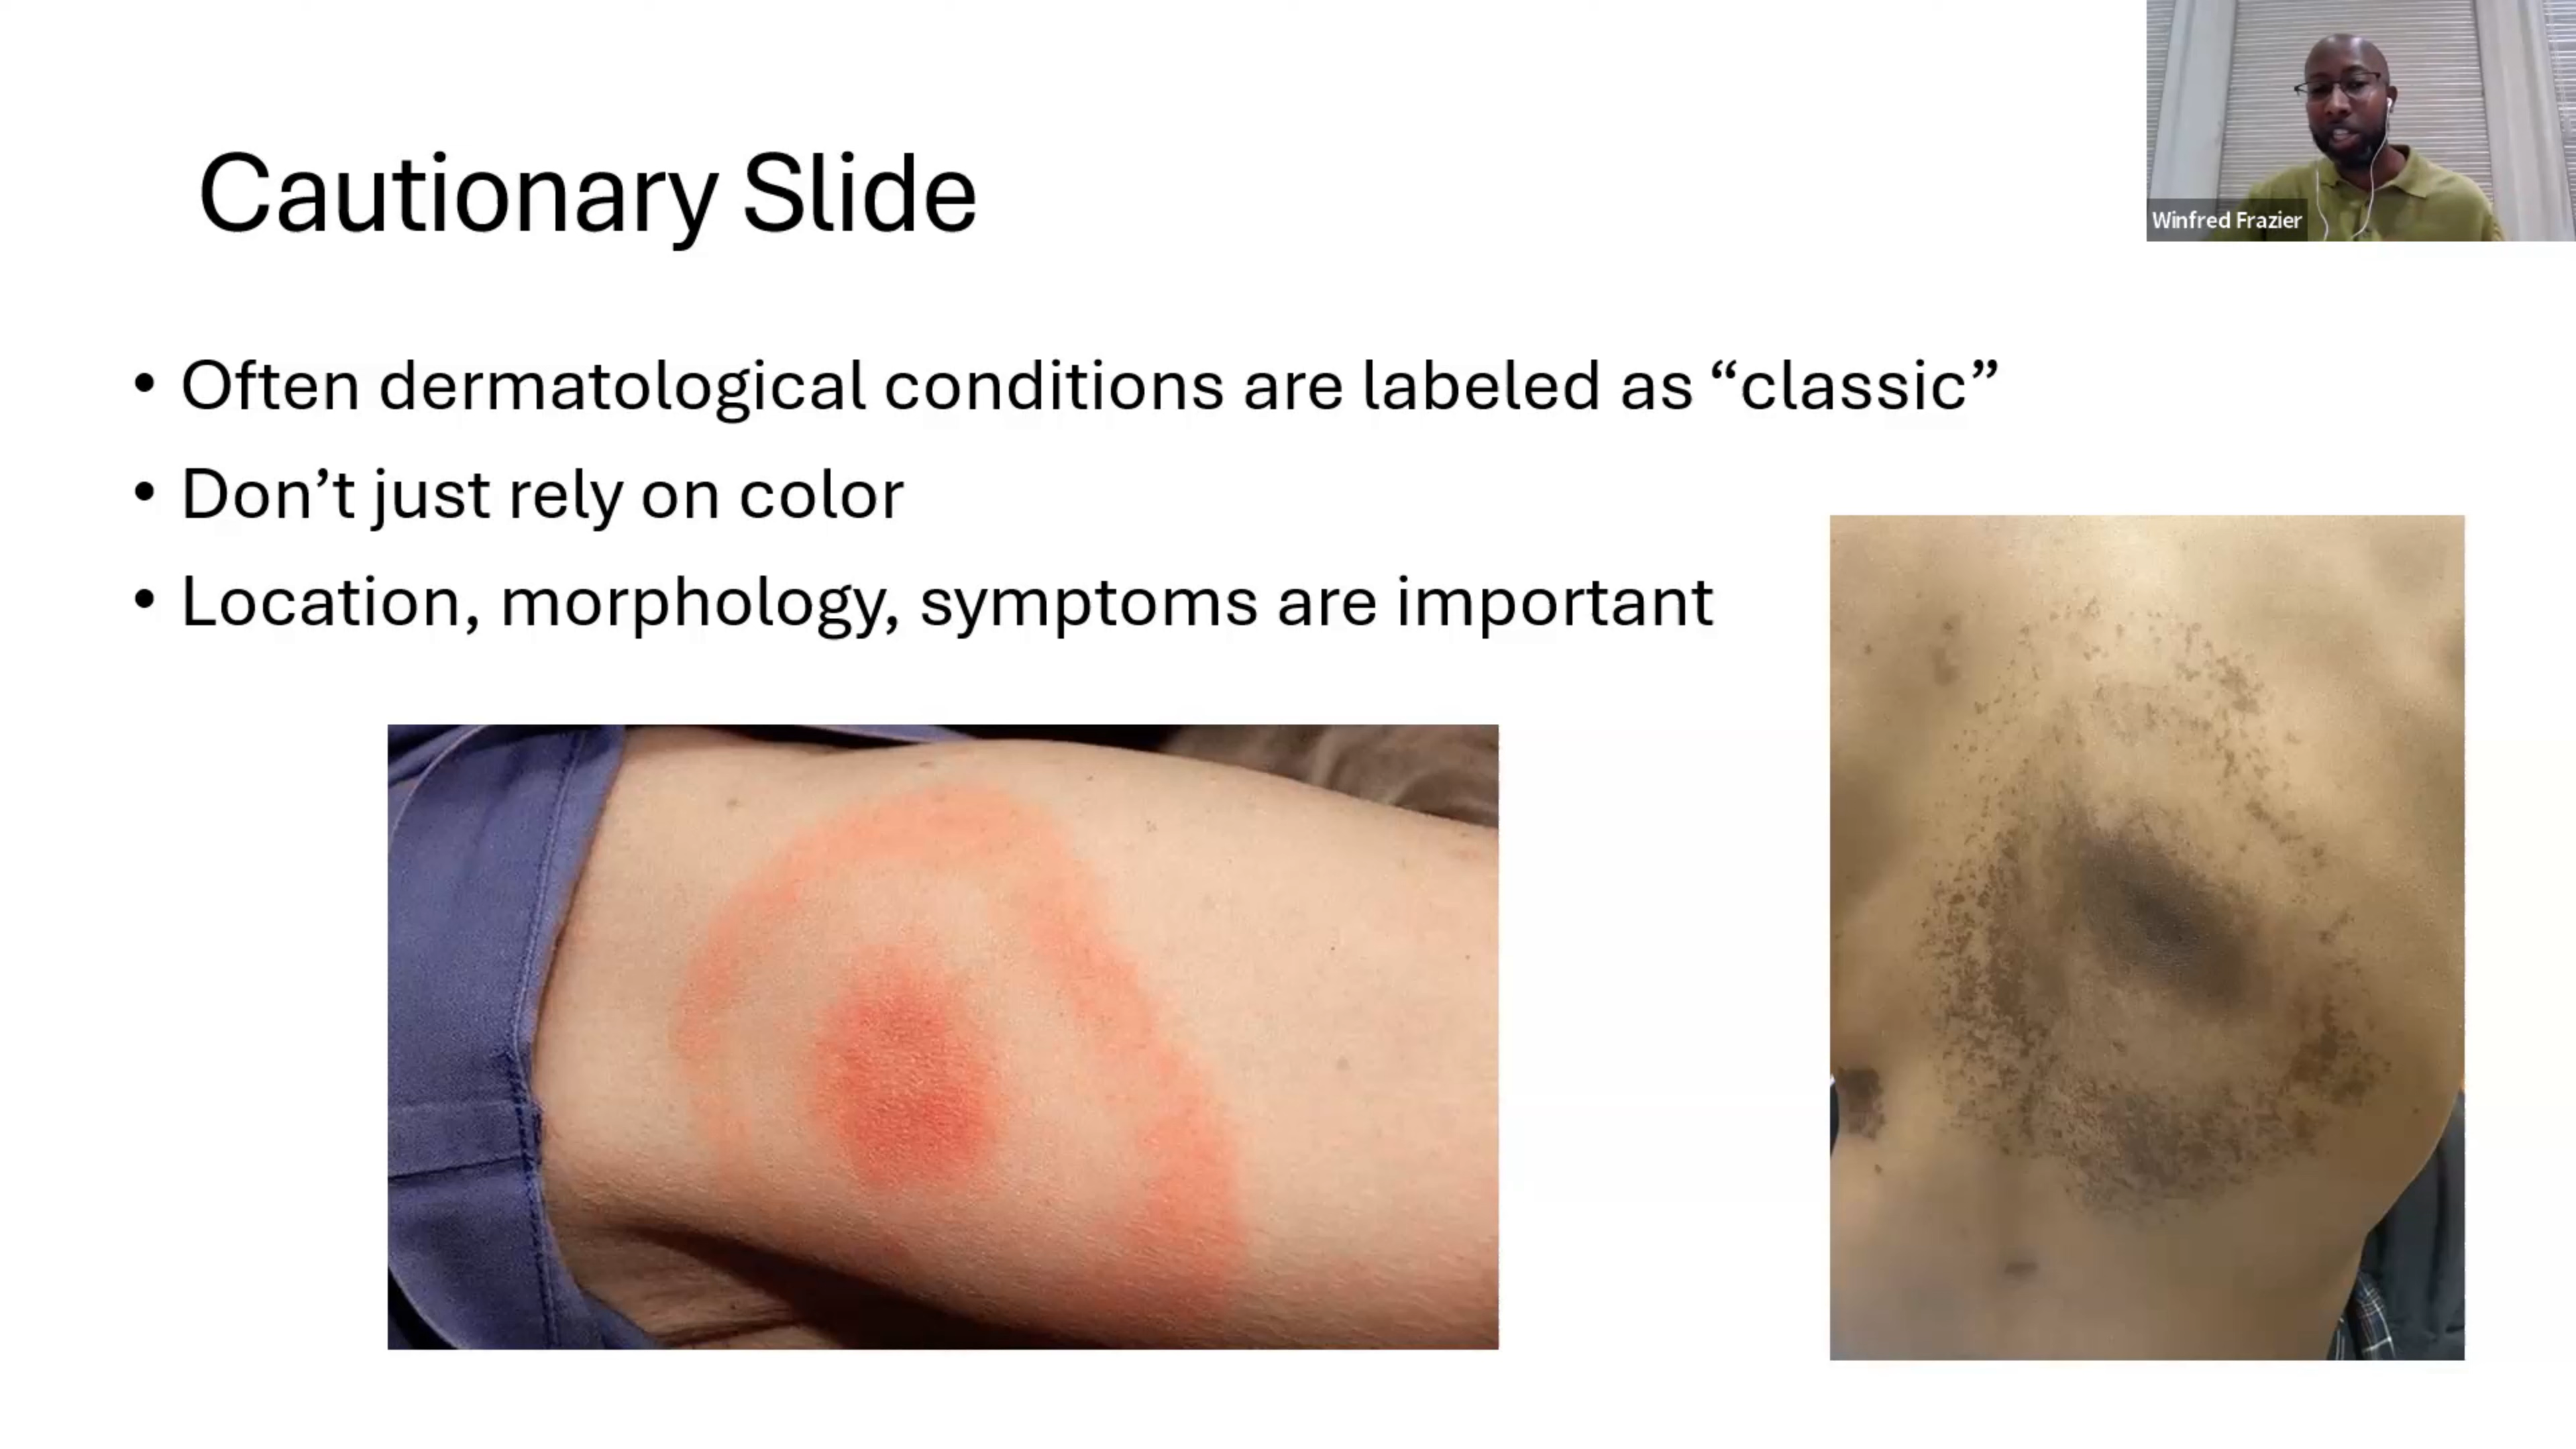 Cautionary Slide
Winfred Frazier
• Often dermatological conditions are labeled as “classic”
• Don’t just rely on color
• Location, morphology, symptoms are important